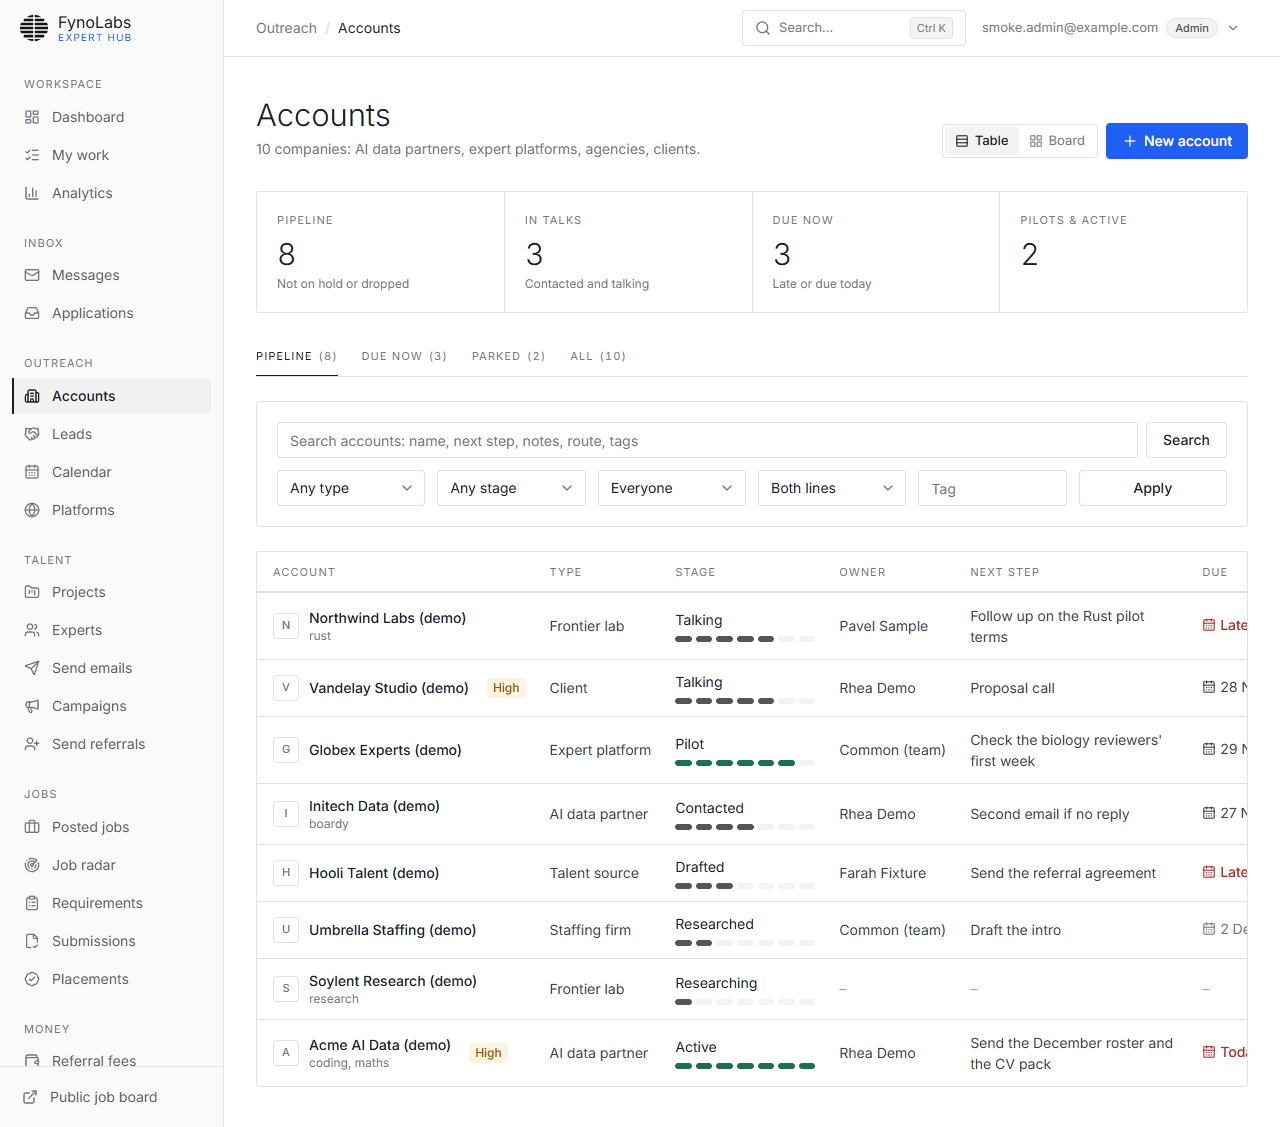 FynoLabs
EXPERT HUB
Outreach / Accounts
Search...
Ctrl K
smoke.admin@example.com
Admin
WORKSPACE
Dashboard
My work
Analytics
INBOX
Messages
Applications
OUTREACH
Accounts
Leads
Calendar
Platforms
TALENT
Projects
Experts
Send emails
Campaigns
Send referrals
JOBS
Posted jobs
Job radar
Requirements
Submissions
Placements
MONEY
Referral fees
Public job board
Accounts
10 companies: AI data partners, expert platforms, agencies, clients.
Table
Board
New account
PIPELINE
8
Not on hold or dropped
IN TALKS
3
Contacted and talking
DUE NOW
3
Late or due today
PILOTS & ACTIVE
2
PIPELINE (8)
DUE NOW (3)
PARKED (2)
ALL (10)
Search accounts: name, next step, notes, route, tags
Search
Any type
Any stage
Everyone
Both lines
Tag
Apply
ACCOUNT TYPE STAGE OWNER NEXT STEP DUE
N
Northwind Labs (demo)
rust
Frontier lab
Talking
Pavel Sample
Follow up on the Rust pilot
terms
Late
V
Vandelay Studio (demo)
High
Client
Talking
Rhea Demo
Proposal call
28 N
G
Globex Experts (demo)
Expert platform
Pilot
Common (team)
Check the biology reviewers'
first week
29 N
I
Initech Data (demo)
boardy
AI data partner
Contacted
Rhea Demo
Second email if no reply
27 N
H
Hooli Talent (demo)
Talent source
Drafted
Farah Fixture
Send the referral agreement
Late
U
Umbrella Staffing (demo)
Staffing firm
Researched
Common (team)
Draft the intro
2 De
S
Soylent Research (demo)
research
Frontier lab
Researching
–
–
–
A
Acme AI Data (demo)
coding, maths
High
AI data partner
Active
Rhea Demo
Send the December roster and
the CV pack
Toda